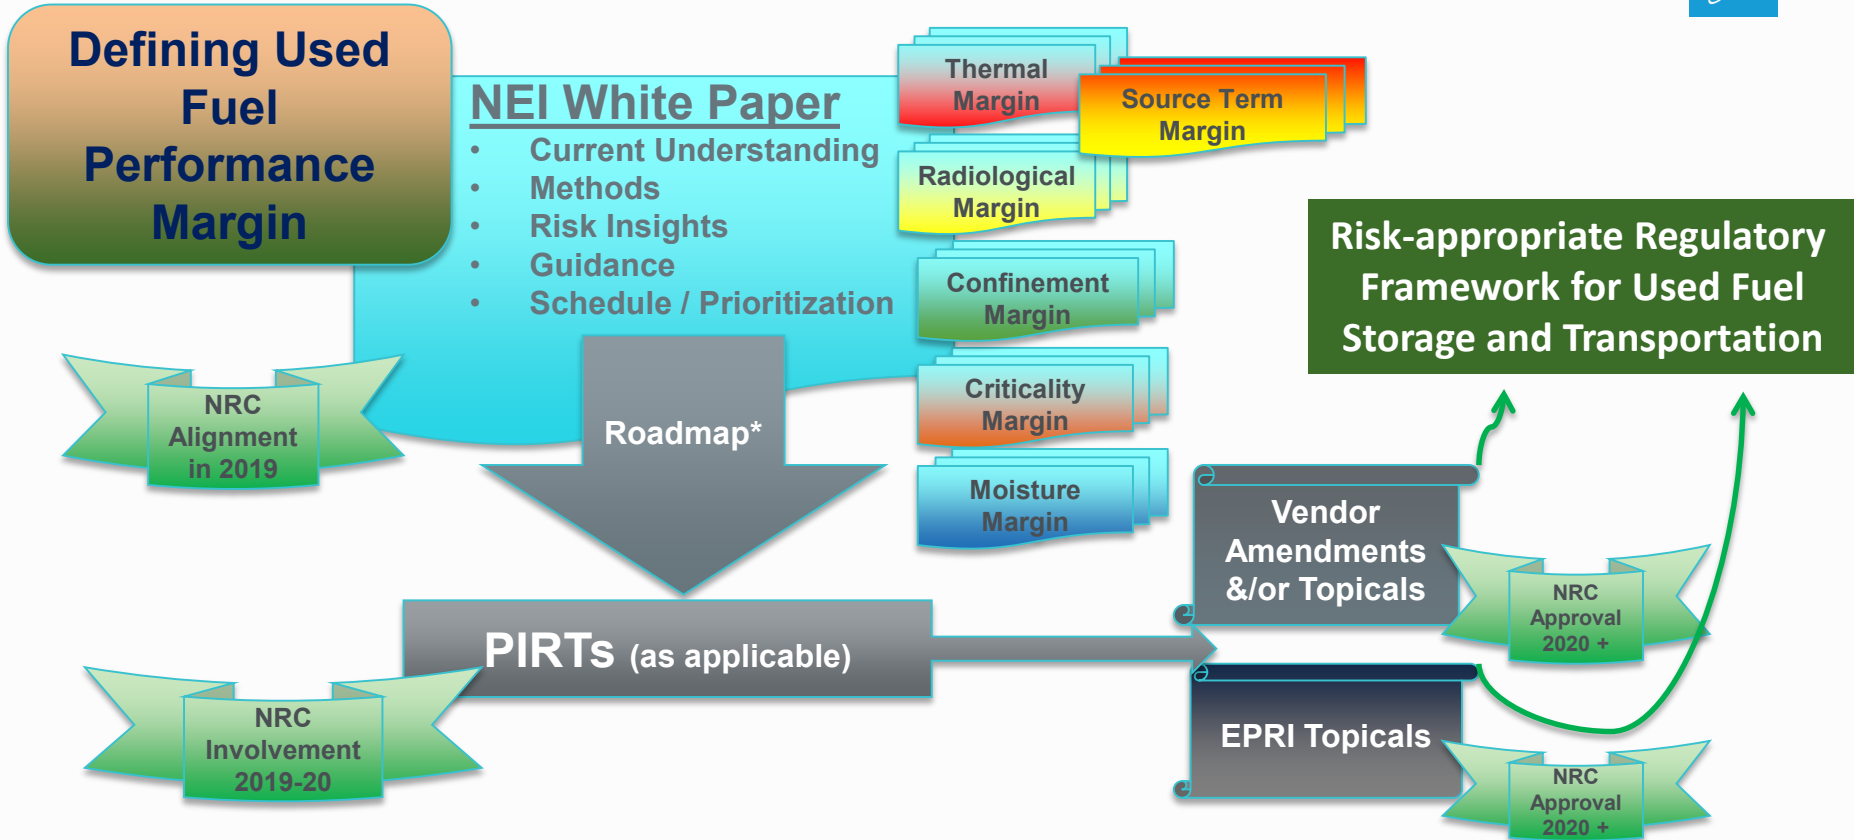 Defining Used
Fuel
Performance
Margin
NEI White Paper
• Current Understanding
• Methods
• Risk Insights
• Guidance
• Schedule / Prioritization
Thermal
Margin
Source Term
Margin
Radiological
Margin
Confinement
Margin
Criticality
Margin
Moisture
Margin
Risk-appropriate Regulatory
Framework for Used Fuel
Storage and Transportation
NRC
Alignment
in 2019
Roadmap*
Vendor
Amendments
&/or Topicals
NRC
Approval
2020 +
PIRTs (as applicable)
NRC
Involvement
2019-20
EPRI Topicals
NRC
Approval
2020 +